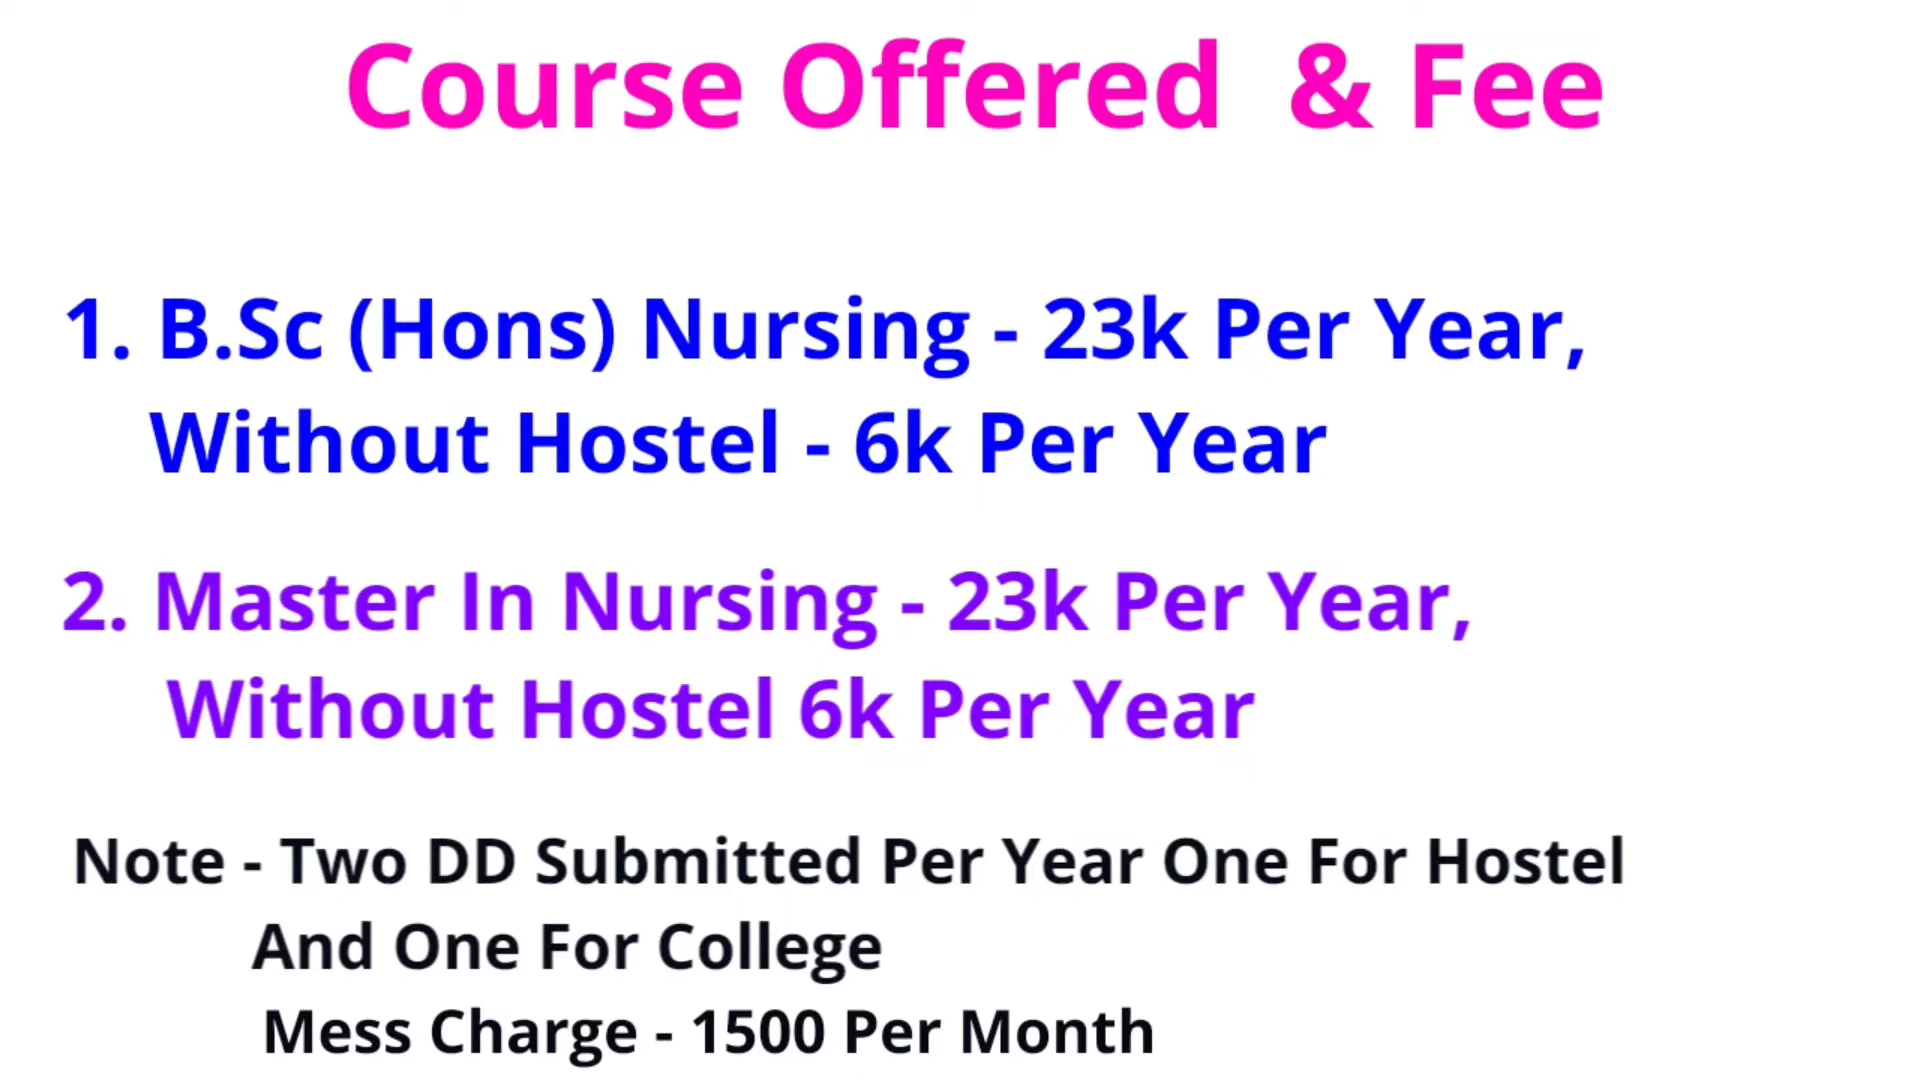 Course Offered & Fee
1. B.Sc (Hons) Nursing - 23k Per Year,
Without Hostel - 6k Per Year
2. Master In Nursing - 23k Per Year,
Without Hostel 6k Per Year
Note - Two DD Submitted Per Year One For Hostel
And One For College
Mess Charge - 1500 Per Month